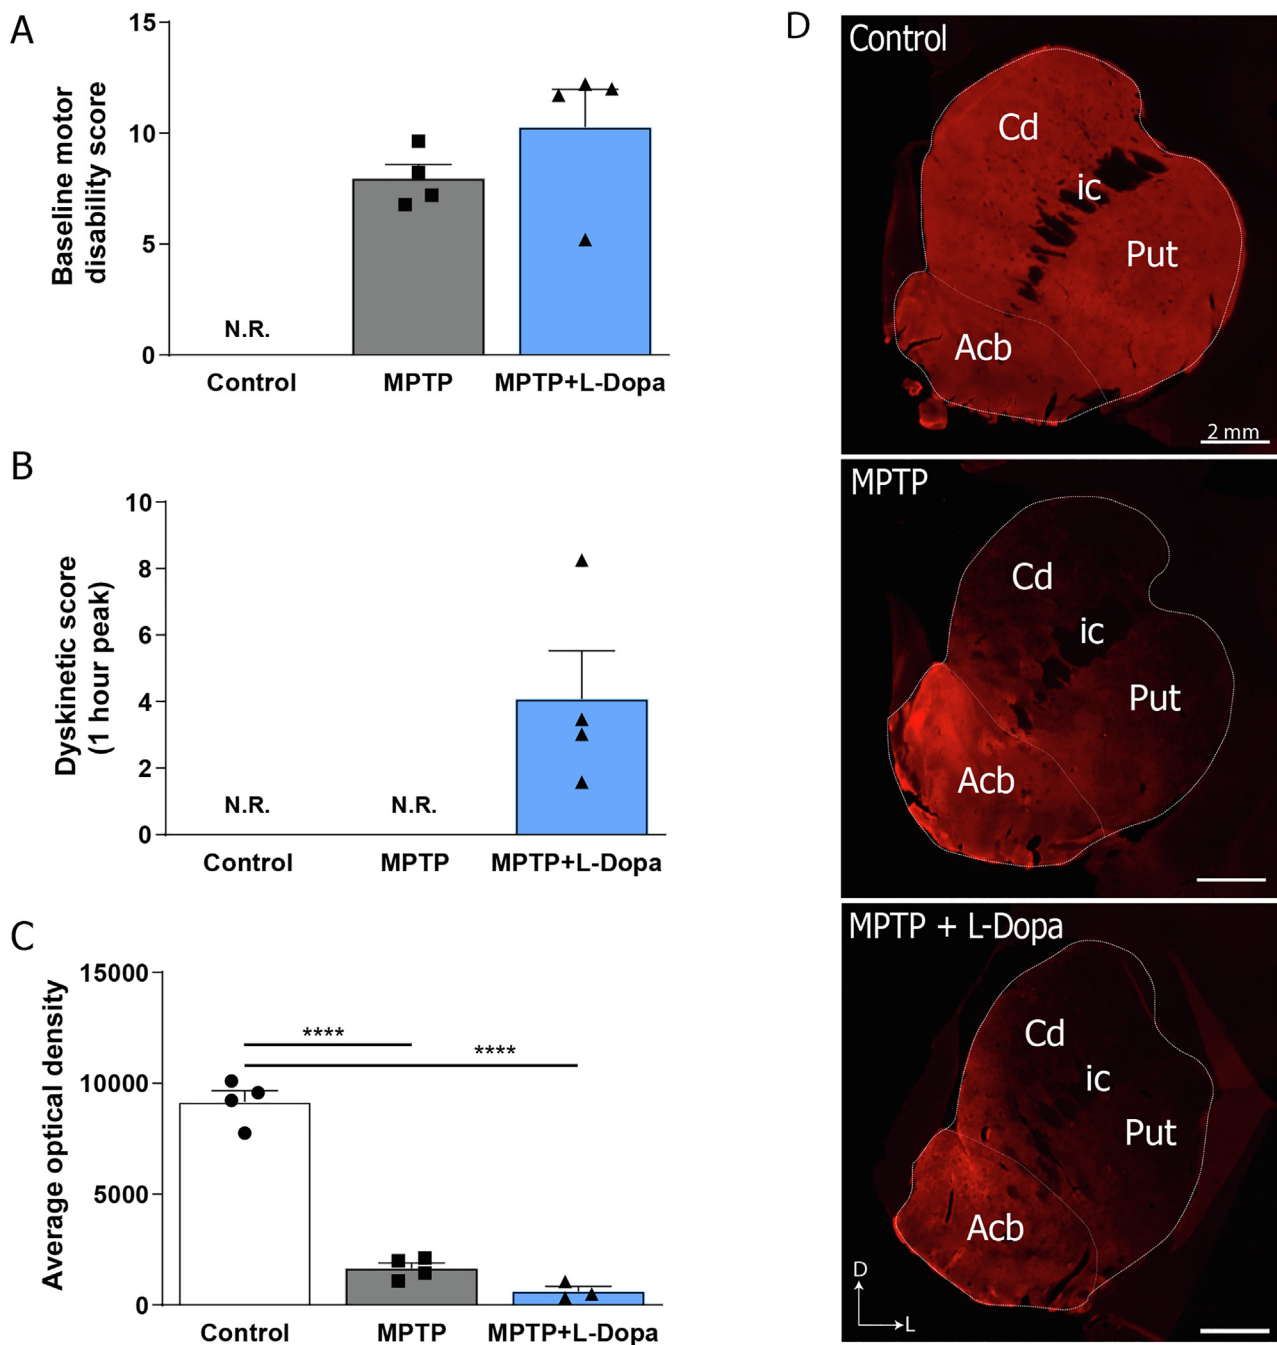 A
15
10
5
0
Baseline motor
disability score
N.R.
Control
MPTP
MPTP+L-Dopa
B
10
8
6
4
2
0
Dyskinetic score
(1 hour peak)
N.R.
N.R.
Control
MPTP
MPTP+L-Dopa
C
15000
10000
5000
0
Average optical density
****
****
Control
MPTP
MPTP+L-Dopa
D
Control
Cd
ic
Put
Acb
2 mm
MPTP
Cd
ic
Put
Acb
MPTP + L-Dopa
Cd
ic
Put
Acb
D
L